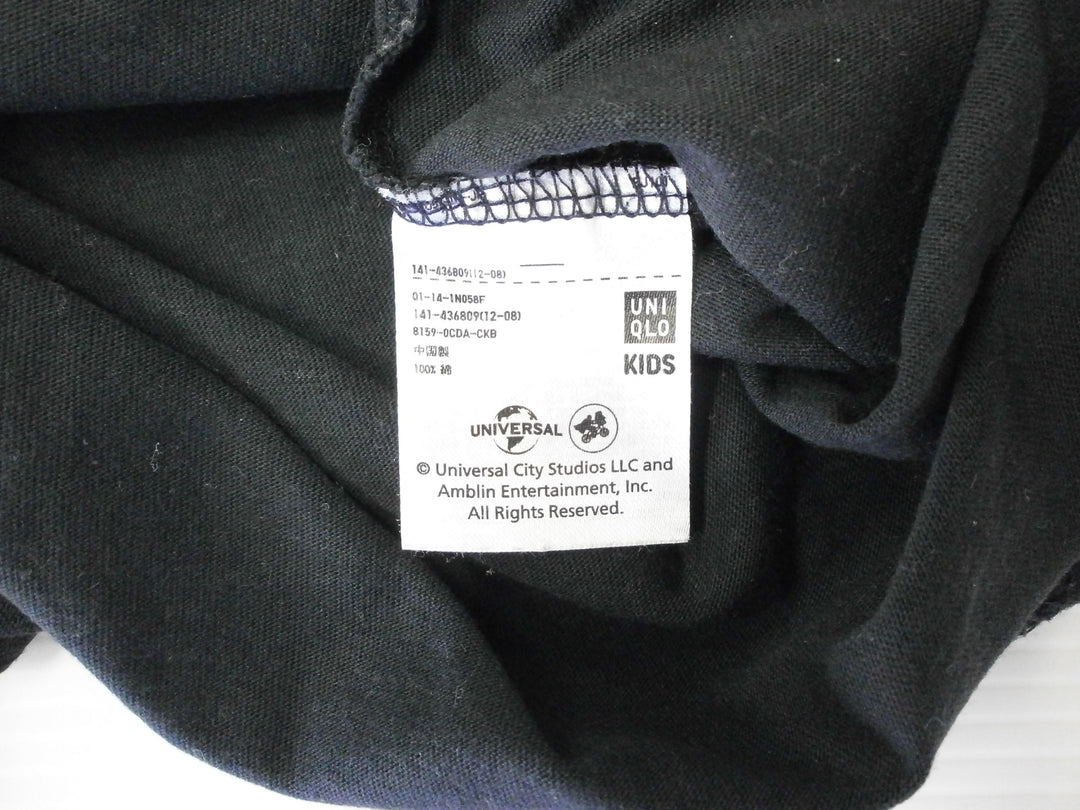 141-436809(12-08)
01-14-1N058F
141-436809(12-08)
8159-0CDA-CKB
中国製
100% 綿
UNI
QLO
KIDS
UNIVERSAL
© Universal City Studios LLC and
Amblin Entertainment, Inc.
All Rights Reserved.